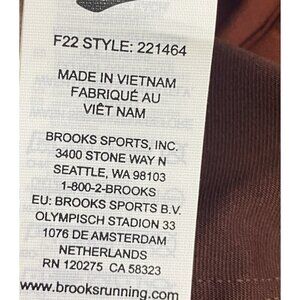 F22 STYLE: 221464
MADE IN VIETNAM
FABRIQUÉ AU
VIÊT NAM
BROOKS SPORTS, INC.
3400 STONE WAY N
SEATTLE, WA 98103
1-800-2-BROOKS
EU: BROOKS SPORTS B.V.
OLYMPISCH STADION 33
1076 DE AMSTERDAM
NETHERLANDS
RN 120275 CA 58323
www.brooksrunning.com